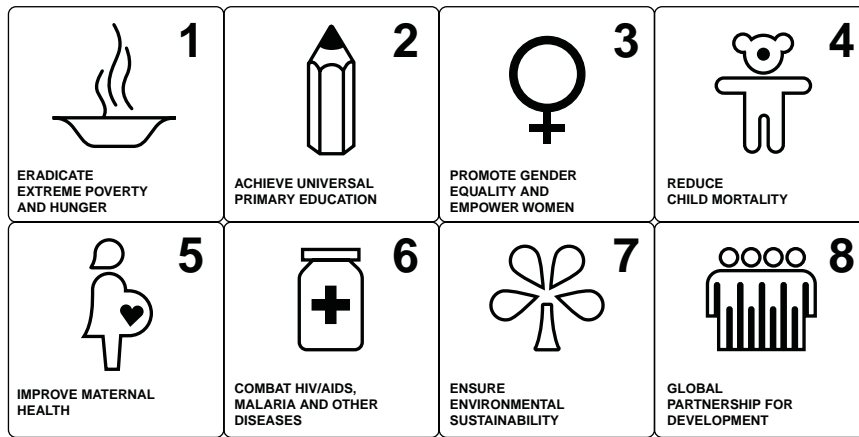 1
ERADICATE
EXTREME POVERTY
AND HUNGER
2
ACHIEVE UNIVERSAL
PRIMARY EDUCATION
3
PROMOTE GENDER
EQUALITY AND
EMPOWER WOMEN
4
REDUCE
CHILD MORTALITY
5
IMPROVE MATERNAL
HEALTH
6
COMBAT HIV/AIDS,
MALARIA AND OTHER
DISEASES
7
ENSURE
ENVIRONMENTAL
SUSTAINABILITY
8
GLOBAL
PARTNERSHIP FOR
DEVELOPMENT